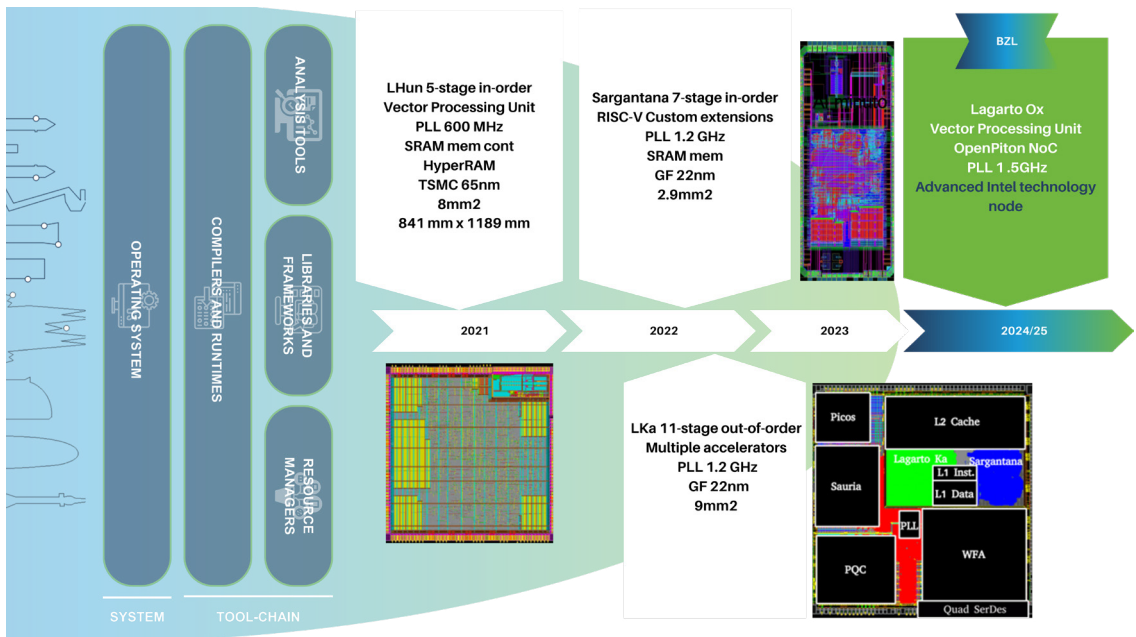 OPERATING SYSTEM
COMPILERS AND RUNTIMES
ANALYSIS TOOLS
LIBRARIES AND
FRAMEWORKS
RESOURCE
MANAGERS
SYSTEM
TOOL-CHAIN
LHun 5-stage in-order
Vector Processing Unit
PLL 600 MHz
SRAM mem cont
HyperRAM
TSMC 65nm
8mm2
841 mm x 1189 mm
Sargantana 7-stage in-order
RISC-V Custom extensions
PLL 1.2 GHz
SRAM mem
GF 22nm
2.9mm2
BZL
Lagarto Ox
Vector Processing Unit
OpenPiton NoC
PLL 1.5GHz
Advanced Intel technology
node
2021
2022
2023
2024/25
LKa 11-stage out-of-order
Multiple accelerators
PLL 1.2 GHz
GF 22nm
9mm2
Picos
L2 Cache
Lagarto Ka
Sargantana
L1 Inst.
L1 Data
Sauria
PLL
WFA
PQC
Quad SerDes